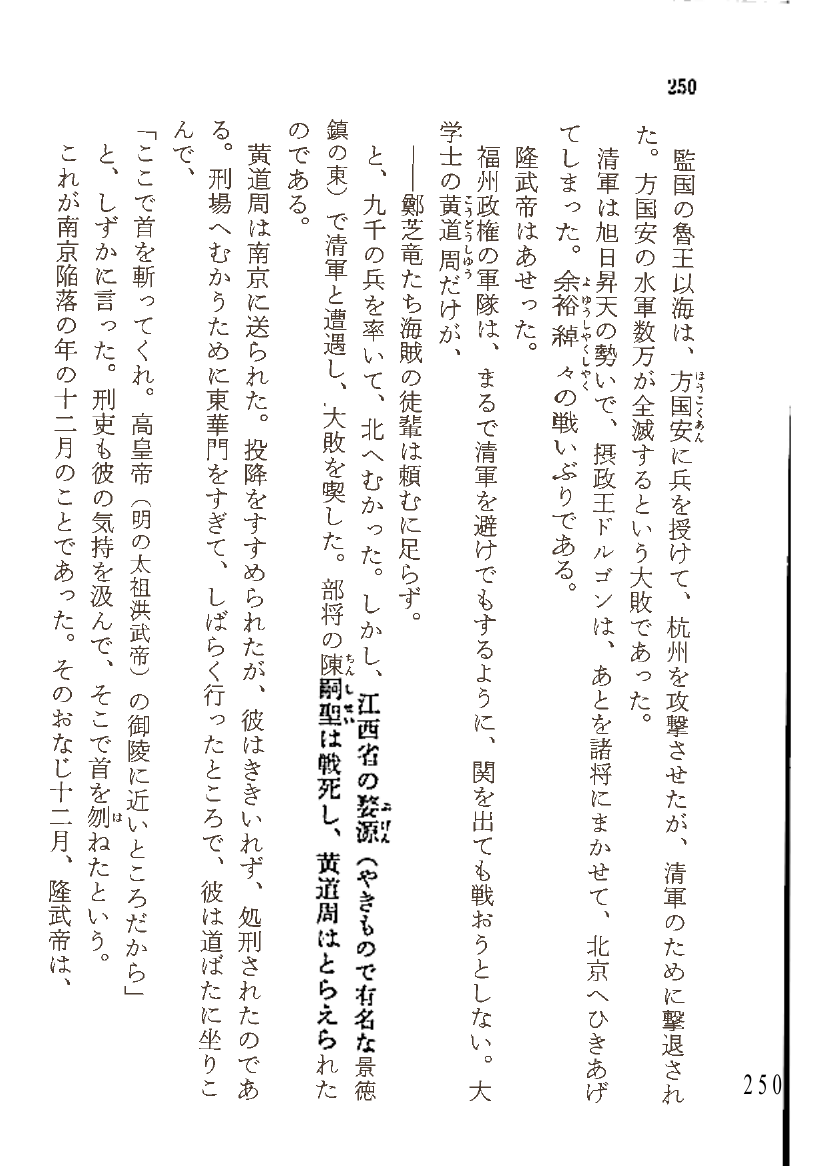 250
監国の魯王以海は、方国安に兵を授けて、杭州を攻撃させたが、清軍のために撃退され
た。方国安の水軍数万が全滅するという大敗であった。
清軍は旭日昇天の勢いで、摂政王ドルゴンは、あとを諸将にまかせて、北京へひきあげ
てしまった。余裕綽々の戦いぶりである。
隆武帝はあせった。
福州政権の軍隊は、まるで清軍を避けでもするように、関を出ても戦おうとしない。大
学士の黄道周だけが、
――鄭芝竜たち海賊の徒輩は頼むに足らず。
と、九千の兵を率いて、北へむかった。しかし、江西省の婺源（やきもので有名な景徳
鎮の東）で清軍と遭遇し、大敗を喫した。部将の陳嗣聖は戦死し、黄道周はとらえられた
のである。
黄道周は南京に送られた。投降をすすめられたが、彼はききいれず、処刑されたのであ
る。刑場へむかうために東華門をすぎて、しばらく行ったところで、彼は道ばたに坐りこ
んで、
「ここで首を斬ってくれ。高皇帝（明の太祖洪武帝）の御陵に近いところだから」
と、しずかに言った。刑吏も彼の気持を汲んで、そこで首を刎ねたという。
これが南京陥落の年の十二月のことであった。そのおなじ十二月、隆武帝は、
250